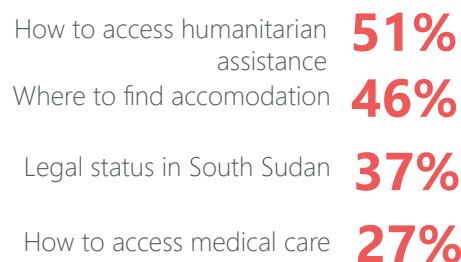 How to access humanitarian 51%
assistance
Where to find accomodation 46%
Legal status in South Sudan 37%
How to access medical care 27%